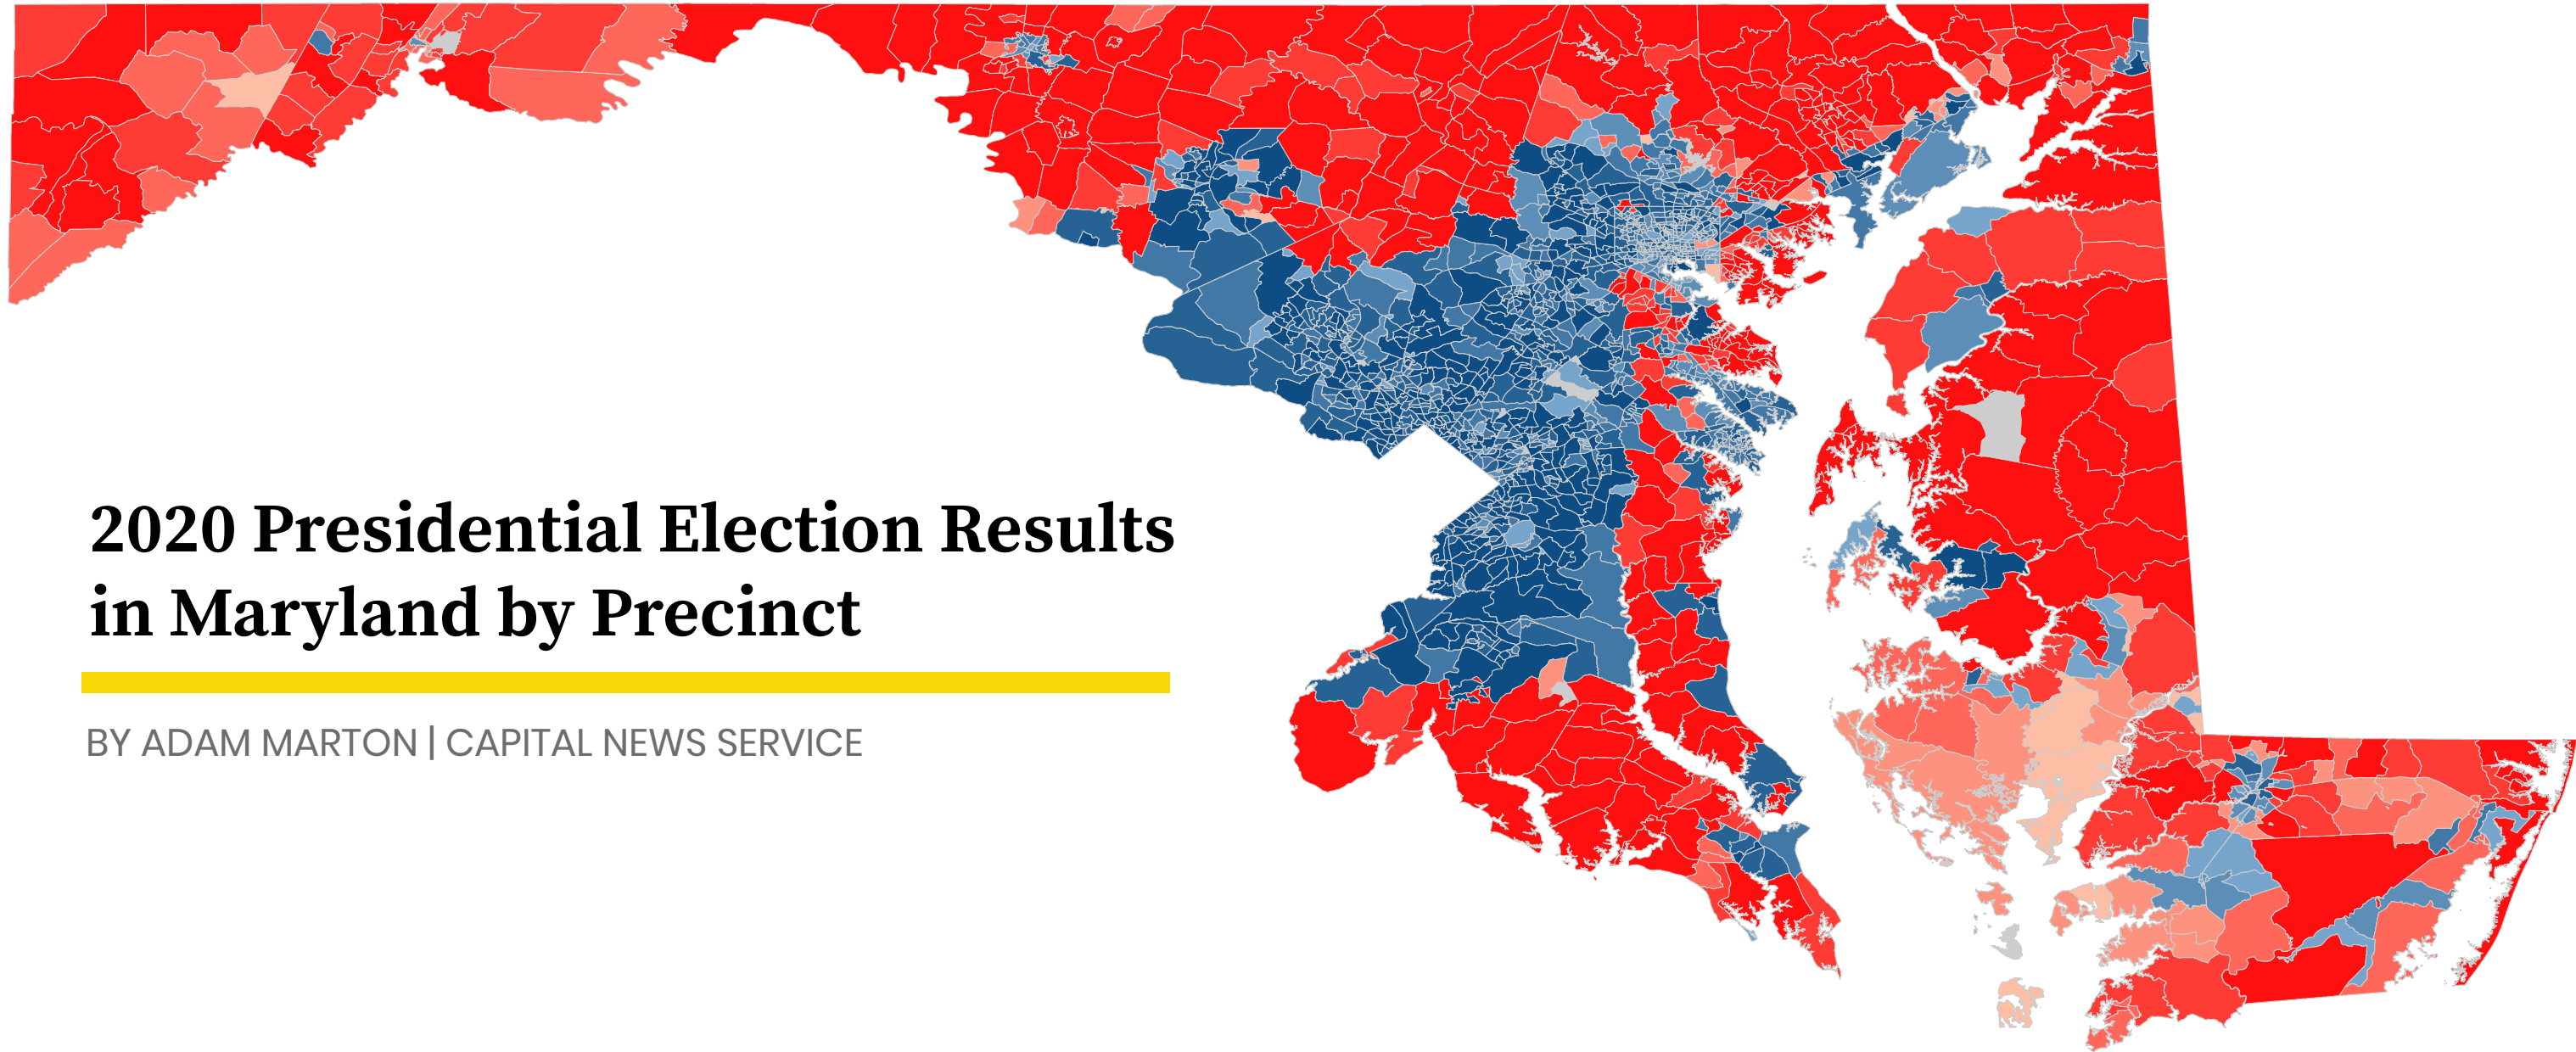 2020 Presidential Election Results
in Maryland by Precinct
BY ADAM MARTON | CAPITAL NEWS SERVICE